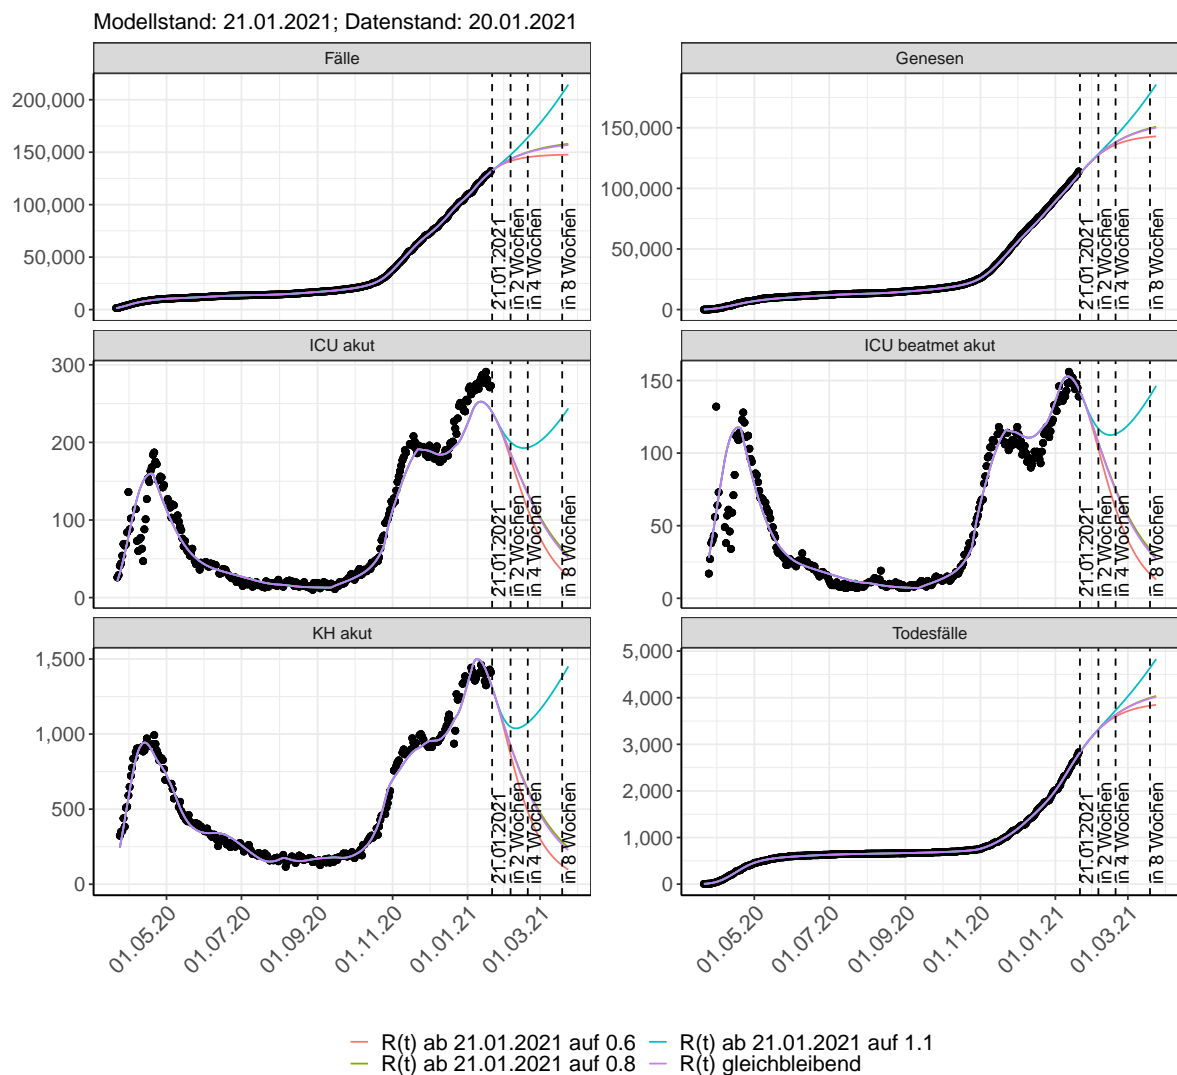 Modellstand: 21.01.2021; Datenstand: 20.01.2021
Fälle
Genesen
200,000
150,000
100,000
50,000
0
21.01.2021
in 2 Wochen
in 4 Wochen
in 8 Wochen
150,000
100,000
50,000
0
21.01.2021
in 2 Wochen
in 4 Wochen
in 8 Wochen
ICU akut
ICU beatmet akut
300
200
100
0
21.01.2021
in 2 Wochen
in 4 Wochen
in 8 Wochen
150
100
50
0
21.01.2021
in 2 Wochen
in 4 Wochen
in 8 Wochen
KH akut
Todesfälle
1,500
1,000
500
0
21.01.2021
in 2 Wochen
in 4 Wochen
in 8 Wochen
5,000
4,000
3,000
2,000
1,000
0
21.01.2021
in 2 Wochen
in 4 Wochen
in 8 Wochen
01.05.20
01.07.20
01.09.20
01.11.20
01.01.21
01.03.21
01.05.20
01.07.20
01.09.20
01.11.20
01.01.21
01.03.21
R(t) ab 21.01.2021 auf 0.6
R(t) ab 21.01.2021 auf 1.1
R(t) ab 21.01.2021 auf 0.8
R(t) gleichbleibend